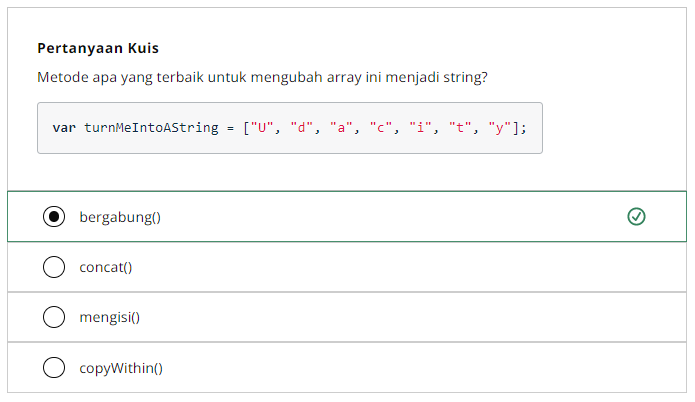 Pertanyaan Kuis
Metode apa yang terbaik untuk mengubah array ini menjadi string?
var turnMeIntoAString = ["U", "d", "a", "c", "i", "t", "y"];
bergabung()
concat()
mengisi()
copyWithin()